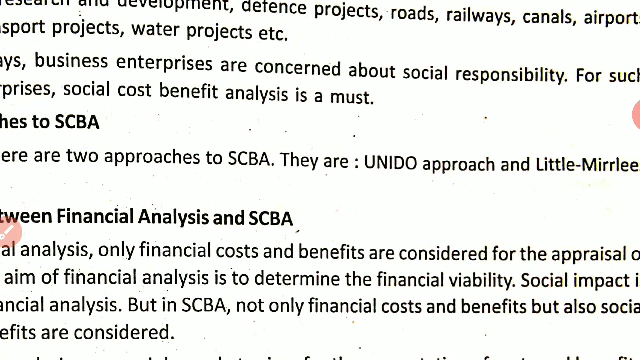 research and development, defence projects, roads, railways, canals, airport
sport projects, water projects etc.
ays, business enterprises are concerned about social responsibility. For such
rprises, social cost benefit analysis is a must.
hes to SCBA
ere are two approaches to SCBA. They are : UNIDO approach and Little-Mirrlee
tween Financial Analysis and SCBA
al analysis, only financial costs and benefits are considered for the appraisal o
aim of financial analysis is to determine the financial viability. Social impact i
ancial analysis. But in SCBA, not only financial costs and benefits but also socia
efits are considered.